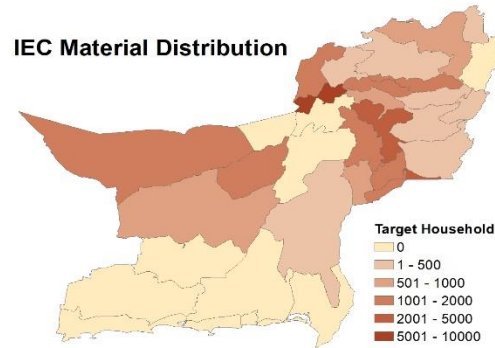 IEC Material Distribution
Target Household
0
1 - 500
501 - 1000
1001 - 2000
2001 - 5000
5001 - 10000